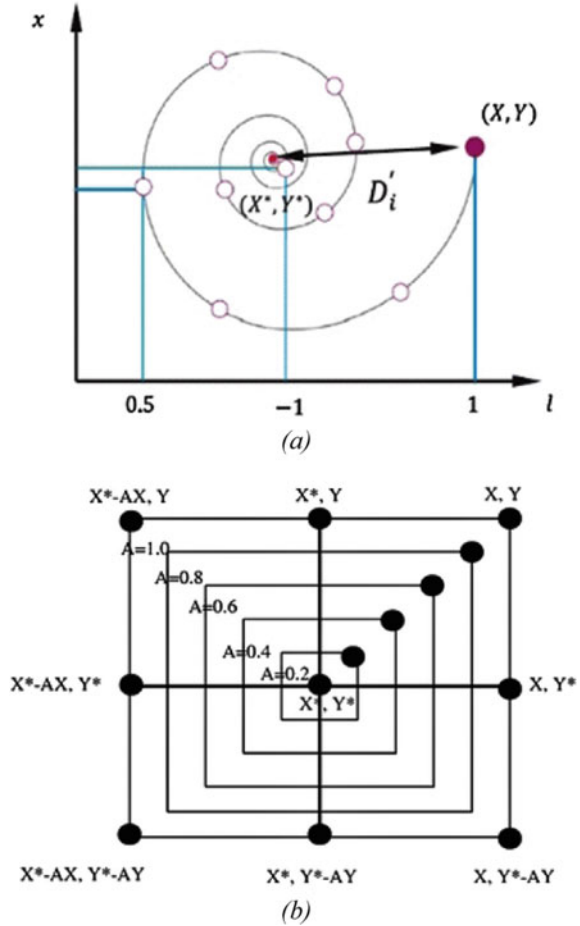 x
(X,Y)
(X*,Y*)
D'i
0.5 −1 1 l
(a)
X*-AX, Y X*, Y X, Y
A=1.0
A=0.8
A=0.6
A=0.4
A=0.2
X*-AX, Y* X*, Y* X, Y*
X*-AX, Y*-AY X*, Y*-AY X, Y*-AY
(b)